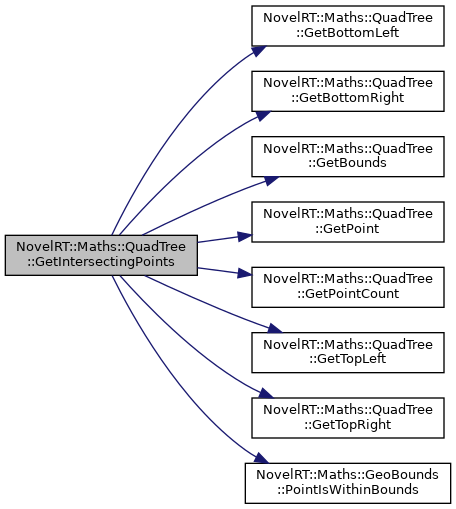 NovelRT::Maths::QuadTree
::GetIntersectingPoints
NovelRT::Maths::QuadTree
::GetBottomLeft
NovelRT::Maths::QuadTree
::GetBottomRight
NovelRT::Maths::QuadTree
::GetBounds
NovelRT::Maths::QuadTree
::GetPoint
NovelRT::Maths::QuadTree
::GetPointCount
NovelRT::Maths::QuadTree
::GetTopLeft
NovelRT::Maths::QuadTree
::GetTopRight
NovelRT::Maths::GeoBounds
::PointIsWithinBounds